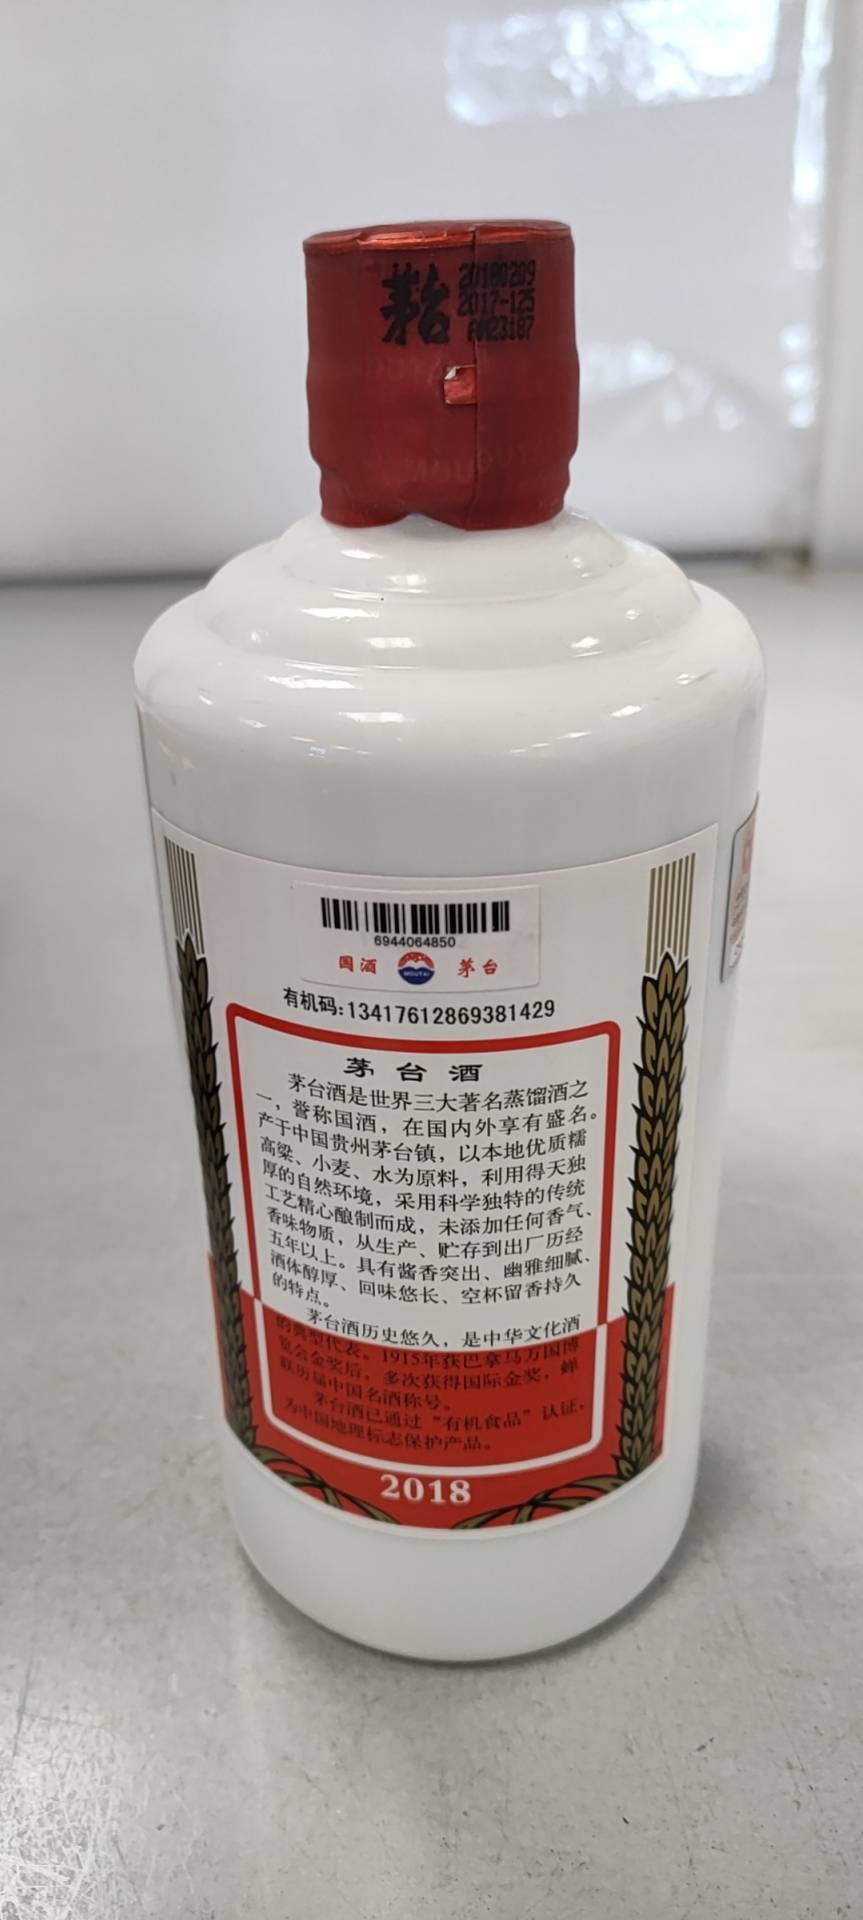 茅台
20180209
2017-125
6944064850
国酒
MOUTAI
茅台
有机码:13417612869381429
茅台酒
茅台酒是世界三大著名蒸馏酒之
一，誉称国酒，在国内外享有盛名。
产于中国贵州茅台镇，以本地优质糯
高粱、小麦、水为原料，利用得天独
厚的自然环境，采用科学独特的传统
工艺精心酿制而成，未添加任何香气、
香味物质，从生产、贮存到出厂历经
五年以上。具有酱香突出、幽雅细腻、
酒体醇厚、回味悠长、空杯留香持久
的特点。
茅台酒历史悠久，是中华文化酒
的典型代表。1915年获巴拿马万国博
览会金奖后，多次获得国际金奖，蝉
联历届中国名酒称号。
茅台酒已通过“有机食品”认证，
为中国地理标志保护产品。
2018